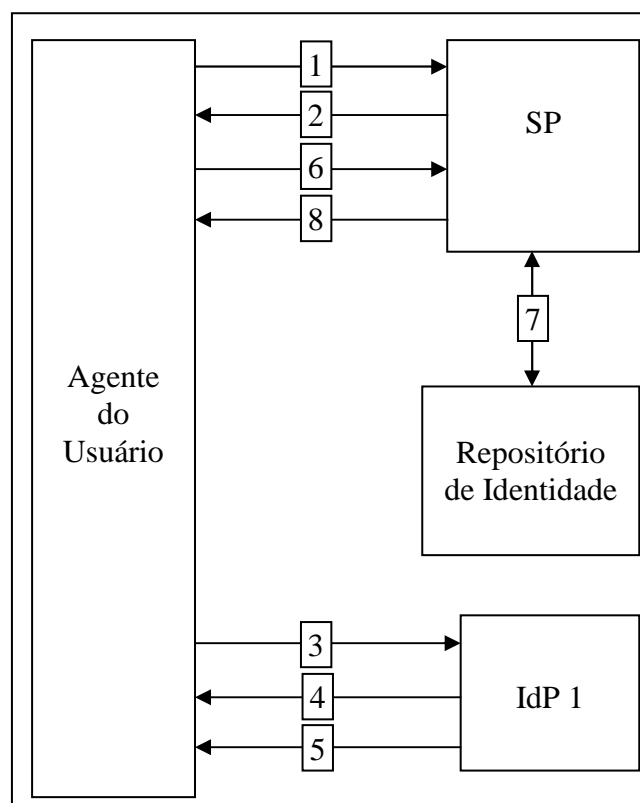 1
2
SP
6
8
7
Agente
do
Usuário
Repositório
de Identidade
3
4
IdP 1
5